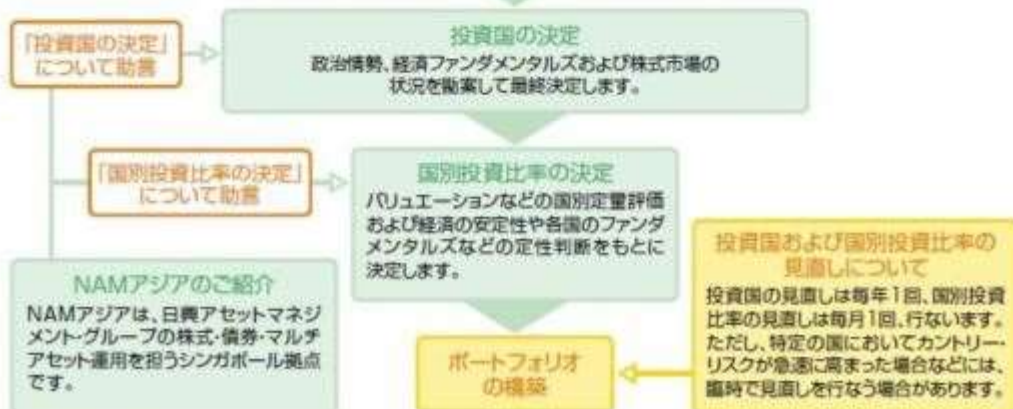 「投資国の決定」
について助言
投資国の決定
政治情勢、経済ファンダメンタルズおよび株式市場の
状況を勘案して最終決定します。
「国別投資比率の決定」
について助言
国別投資比率の決定
バリュエーションなどの国別定量評価
および経済の安定性や各国のファンダ
メンタルズなどの定性判断をもとに
決定します。
NAMアジアのご紹介
NAMアジアは、日興アセットマネジ
メント・グループの株式・債券・マルチ
アセット運用を担うシンガポール拠点
です。
ポートフォリオ
の構築
投資国および国別投資比率の
見直しについて
投資国の見直しは毎年1回、国別投資
比率の見直しは毎月1回、行ないます。
ただし、特定の国においてカントリー・
リスクが急速に高まった場合などには、
臨時で見直しを行なう場合があります。